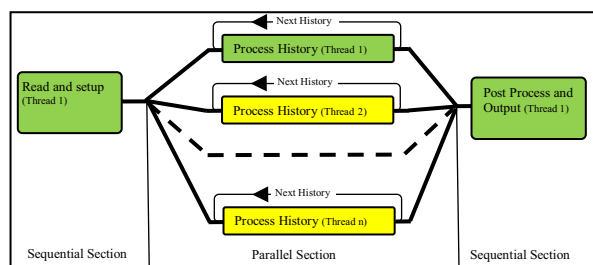 Next History
Process History (Thread 1)
Read and setup
(Thread 1)
Next History
Process History (Thread 2)
Post Process and
Output (Thread 1)
Next History
Process History (Thread n)
Sequential Section
Parallel Section
Sequential Section